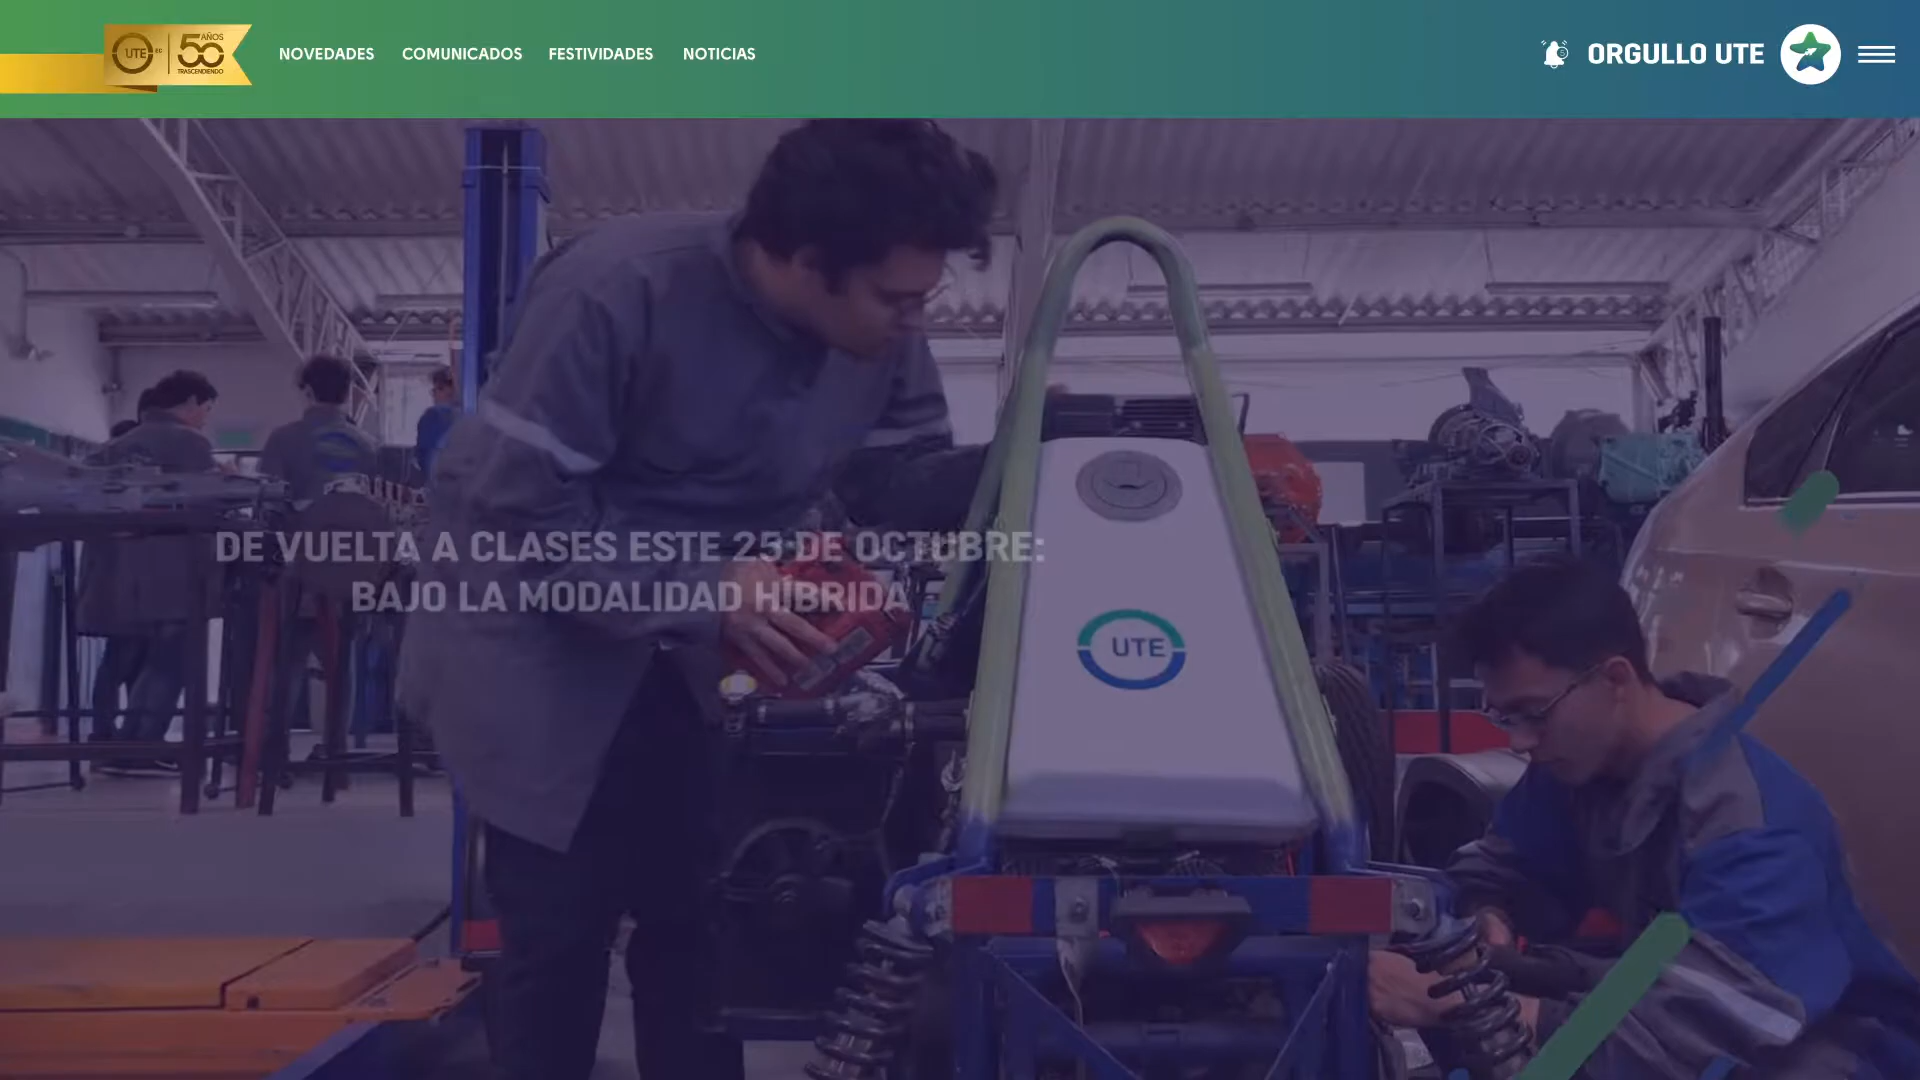 UTE
50 AÑOS
TRASCENDIENDO
NOVEDADES
COMUNICADOS
FESTIVIDADES
NOTICIAS
ORGULLO UTE
DE VUELTA A CLASES ESTE 25 DE OCTUBRE:
BAJO LA MODALIDAD HÍBRIDA
UTE